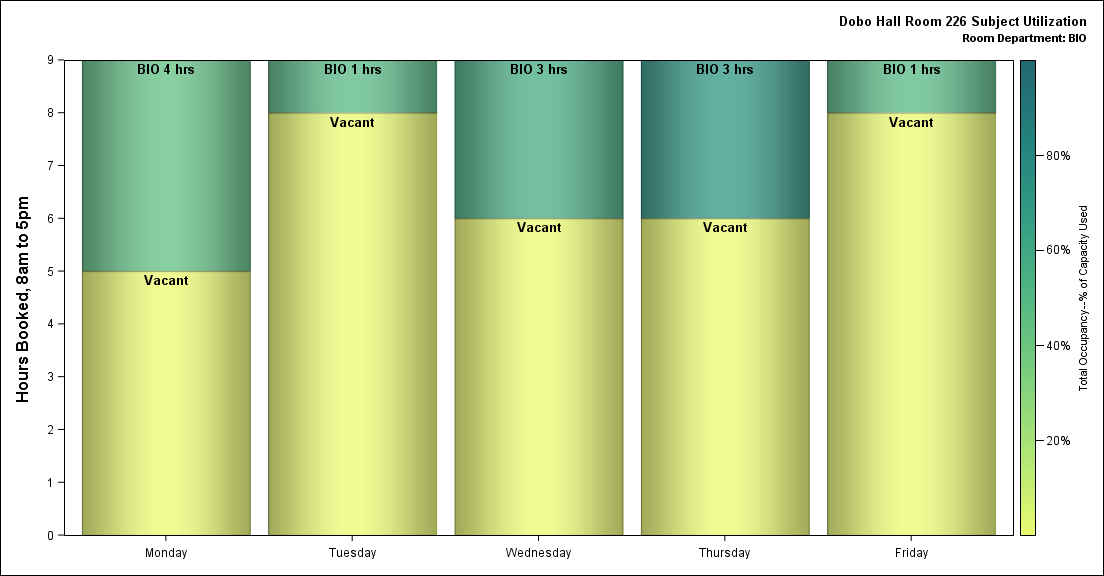 Dobo Hall Room 226 Subject Utilization
Room Department: BIO
Hours Booked, 8am to 5pm
9
8
7
6
5
4
3
2
1
0
BIO 4 hrs
Vacant
BIO 1 hrs
Vacant
BIO 3 hrs
Vacant
BIO 3 hrs
Vacant
BIO 1 hrs
Vacant
Monday
Tuesday
Wednesday
Thursday
Friday
80%
60%
40%
20%
Total Occupancy--% of Capacity Used